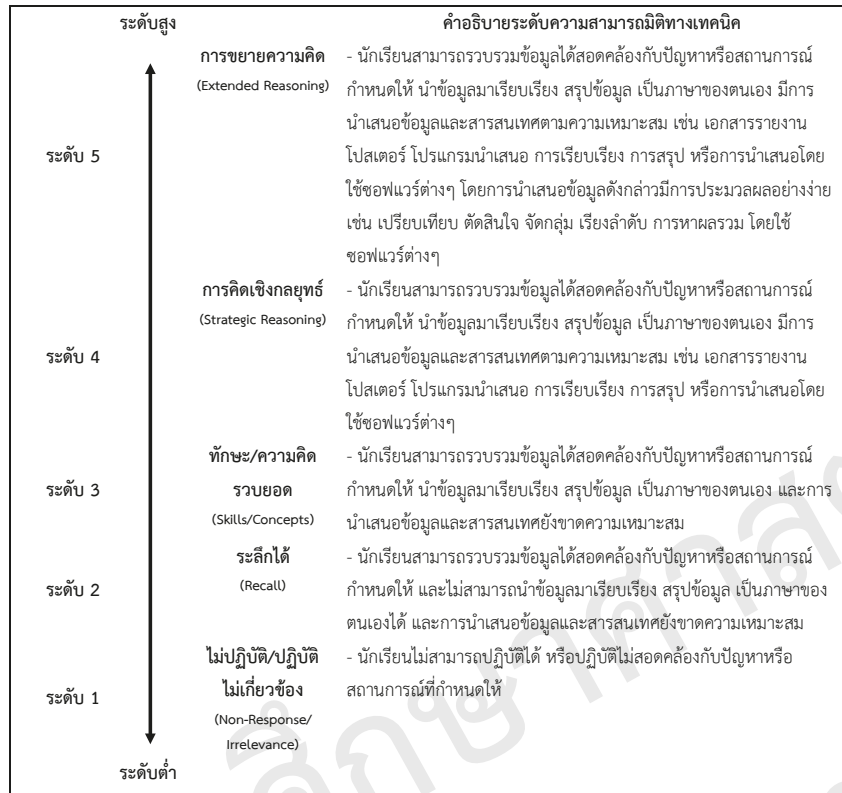 ระดับสูง คำอธิบายระดับความสามารถมิติทางเทคนิค
การขยายความคิด - นักเรียนสามารถรวบรวมข้อมูลได้สอดคล้องกับปัญหาหรือสถานการณ์
(Extended Reasoning) กำหนดให้ นำข้อมูลมาเรียบเรียง สรุปข้อมูล เป็นภาษาของตนเอง มีการ
นำเสนอข้อมูลและสารสนเทศตามความเหมาะสม เช่น เอกสารรายงาน
ระดับ 5 โปสเตอร์ โปรแกรมนำเสนอ การเรียบเรียง การสรุป หรือการนำเสนอโดย
ใช้ซอฟแวร์ต่างๆ โดยการนำเสนอข้อมูลดังกล่าวมีการประมวลผลอย่างง่าย
เช่น เปรียบเทียบ ตัดสินใจ จัดกลุ่ม เรียงลำดับ การหาผลรวม โดยใช้
ซอฟแวร์ต่างๆ
การคิดเชิงกลยุทธ์ - นักเรียนสามารถรวบรวมข้อมูลได้สอดคล้องกับปัญหาหรือสถานการณ์
(Strategic Reasoning) กำหนดให้ นำข้อมูลมาเรียบเรียง สรุปข้อมูล เป็นภาษาของตนเอง มีการ
ระดับ 4 นำเสนอข้อมูลและสารสนเทศตามความเหมาะสม เช่น เอกสารรายงาน
โปสเตอร์ โปรแกรมนำเสนอ การเรียบเรียง การสรุป หรือการนำเสนอโดย
ใช้ซอฟแวร์ต่างๆ
ทักษะ/ความคิด - นักเรียนสามารถรวบรวมข้อมูลได้สอดคล้องกับปัญหาหรือสถานการณ์
ระดับ 3 รวบยอด กำหนดให้ นำข้อมูลมาเรียบเรียง สรุปข้อมูล เป็นภาษาของตนเอง และการ
(Skills/Concepts) นำเสนอข้อมูลและสารสนเทศยังขาดความเหมาะสม
ระลึกได้ - นักเรียนสามารถรวบรวมข้อมูลได้สอดคล้องกับปัญหาหรือสถานการณ์
ระดับ 2 (Recall) กำหนดให้ และไม่สามารถนำข้อมูลมาเรียบเรียง สรุปข้อมูล เป็นภาษาของ
ตนเองได้ และการนำเสนอข้อมูลและสารสนเทศยังขาดความเหมาะสม
ไม่ปฏิบัติ/ปฏิบัติ - นักเรียนไม่สามารถปฏิบัติได้ หรือปฏิบัติไม่สอดคล้องกับปัญหาหรือ
ระดับ 1 ไม่เกี่ยวข้อง สถานการณ์ที่กำหนดให้
(Non-Response/
Irrelevance)
ระดับต่ำ